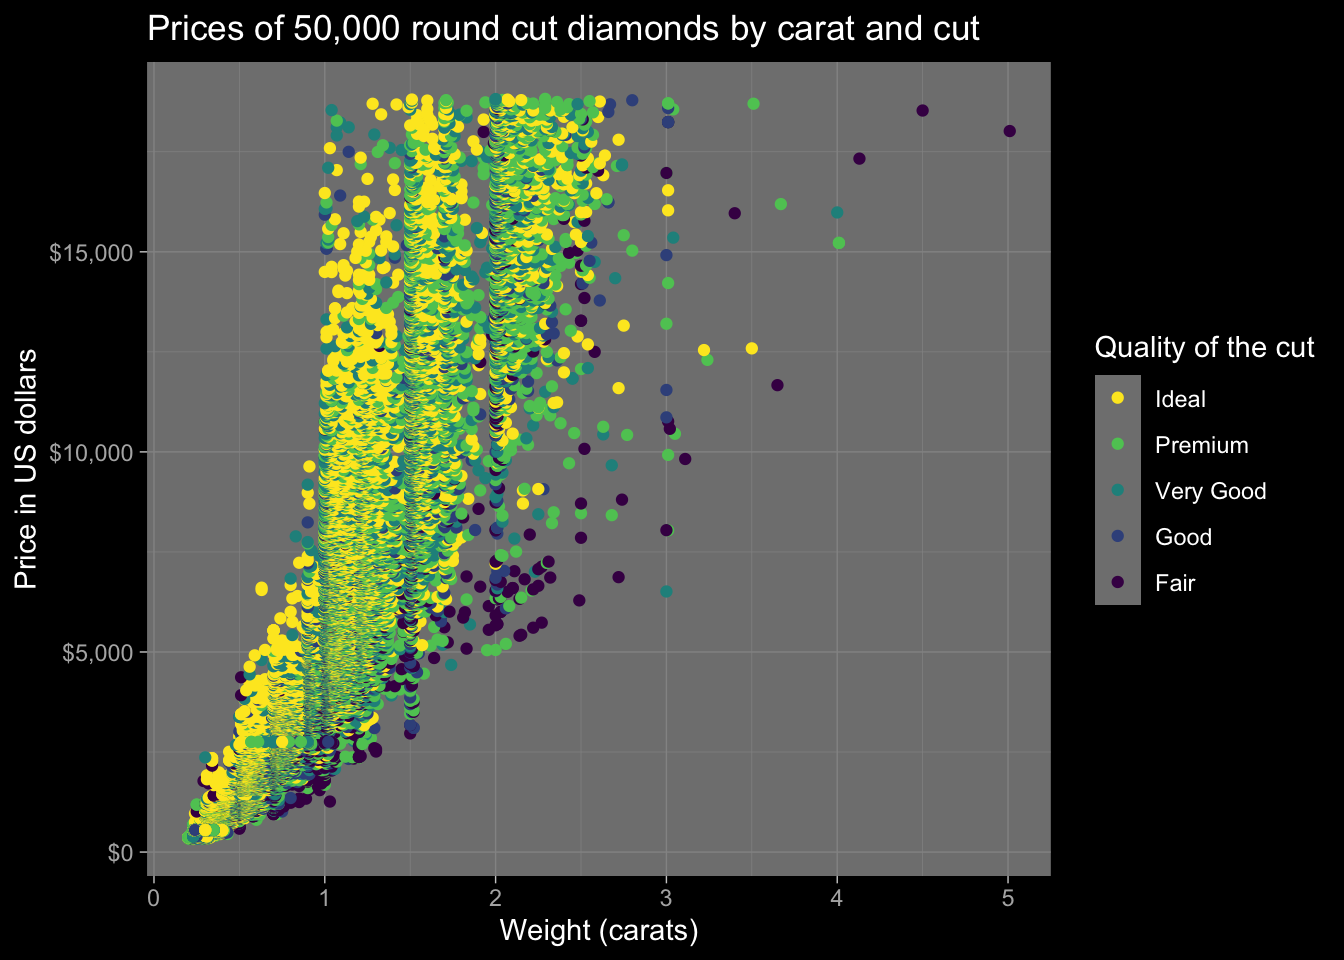 Prices of 50,000 round cut diamonds by carat and cut
Price in US dollars
$15,000
$10,000
$5,000
$0
0 1 2 3 4 5
Weight (carats)
Quality of the cut
Ideal
Premium
Very Good
Good
Fair